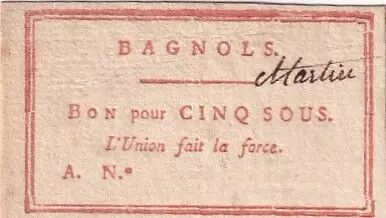 BAGNOLS.
Martin
BON pour CINQ SOUS.
L'Union fait la force.
A. N.º